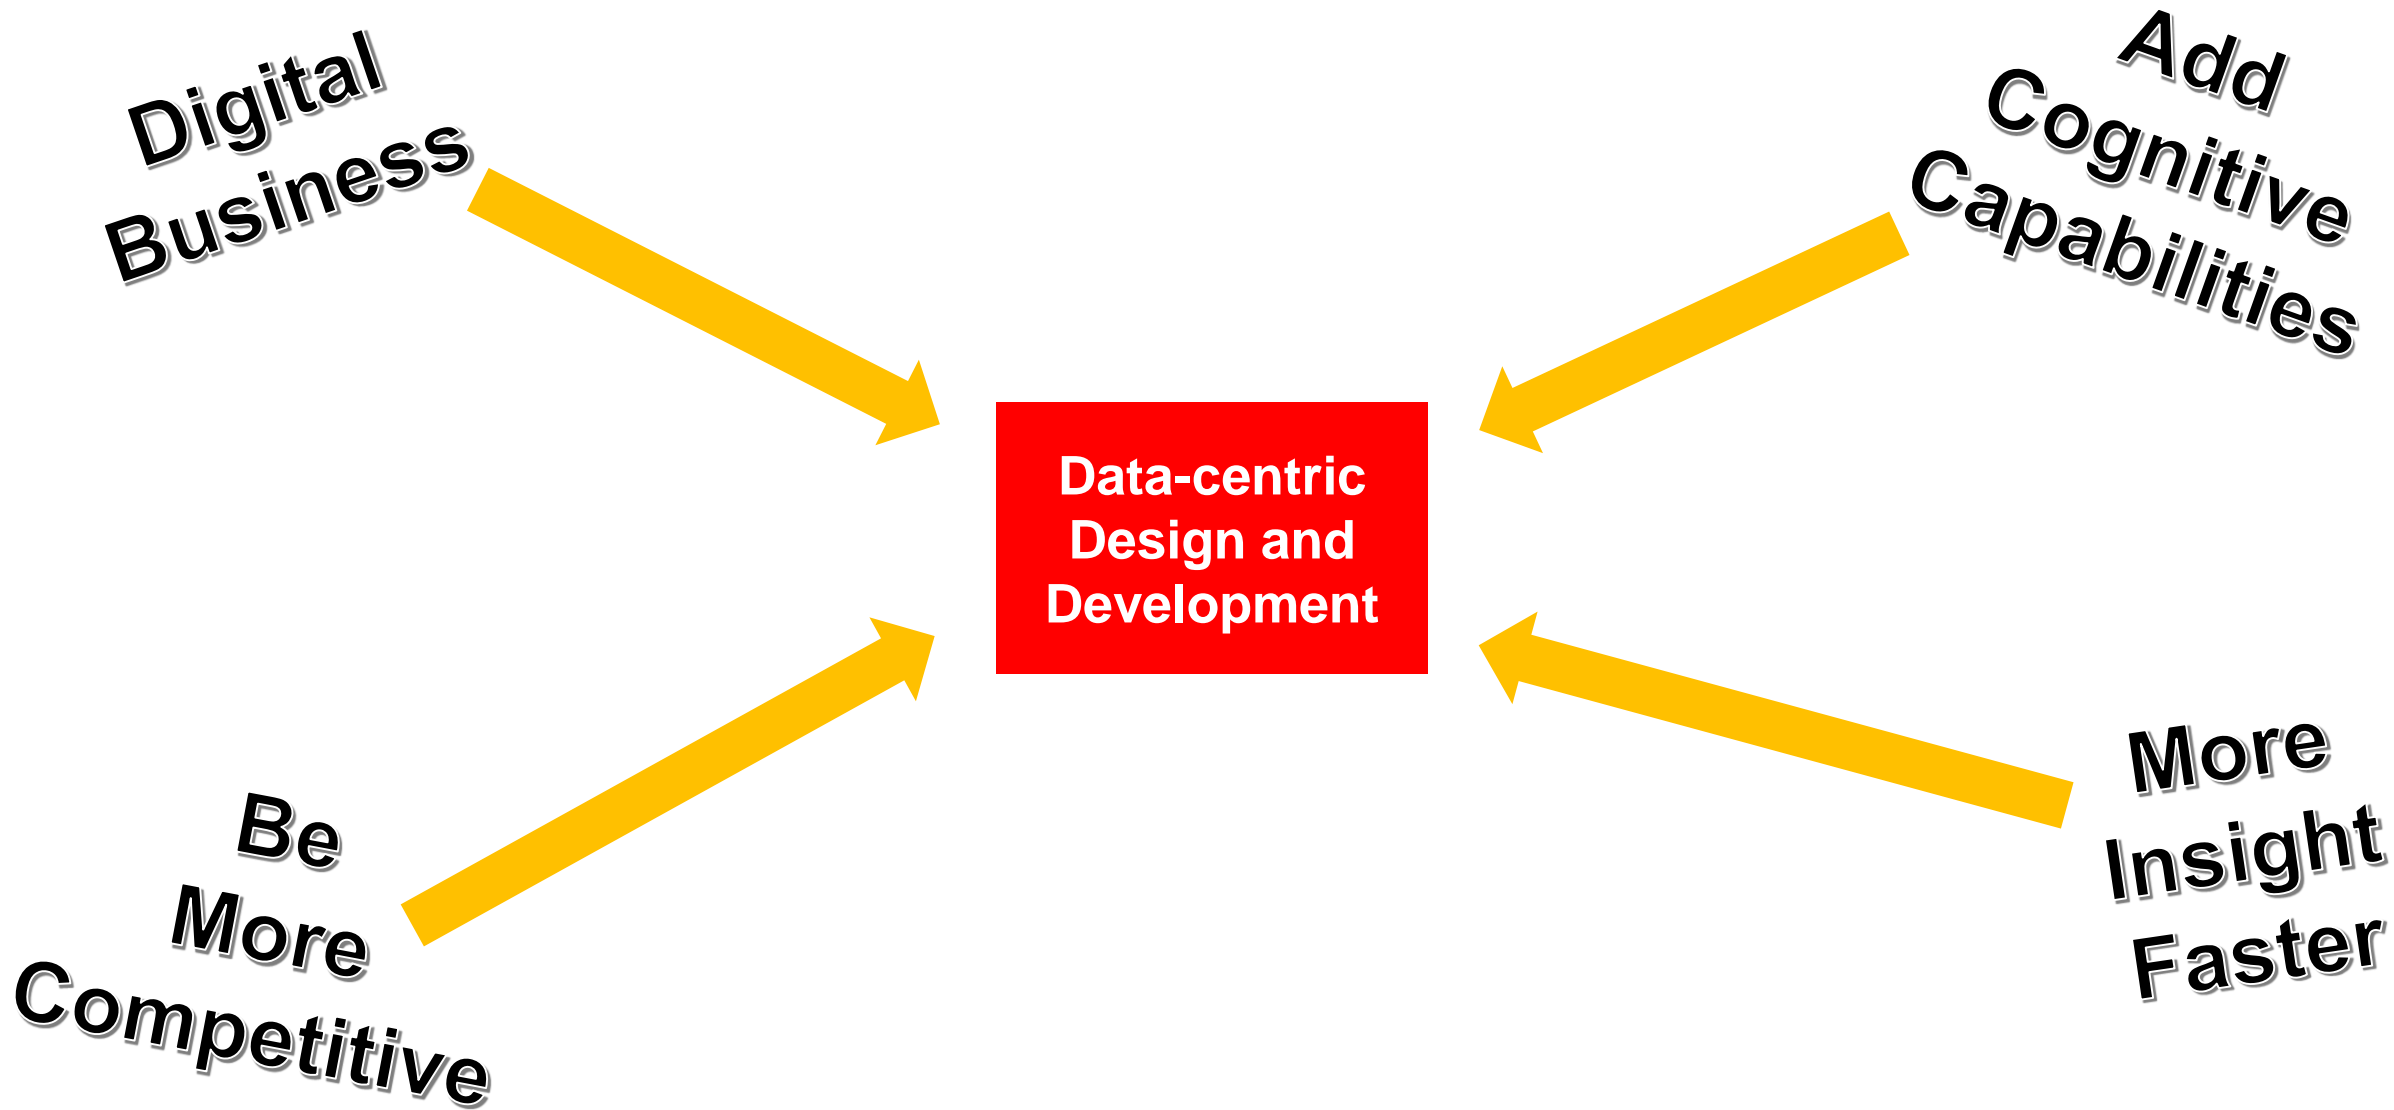 Digital
Business
Add
Cognitive
Capabilities
Data-centric
Design and
Development
Be
More
Competitive
More
Insight
Faster